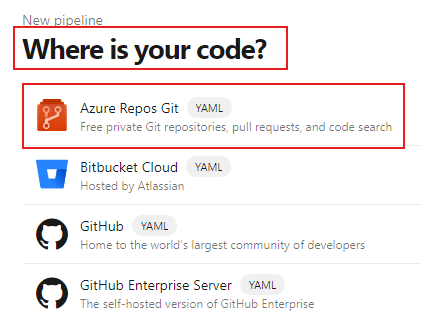 New pipeline
Where is your code?
Azure Repos Git YAML
Free private Git repositories, pull requests, and code search
Bitbucket Cloud YAML
Hosted by Atlassian
GitHub YAML
Home to the world's largest community of developers
GitHub Enterprise Server YAML
The self-hosted version of GitHub Enterprise